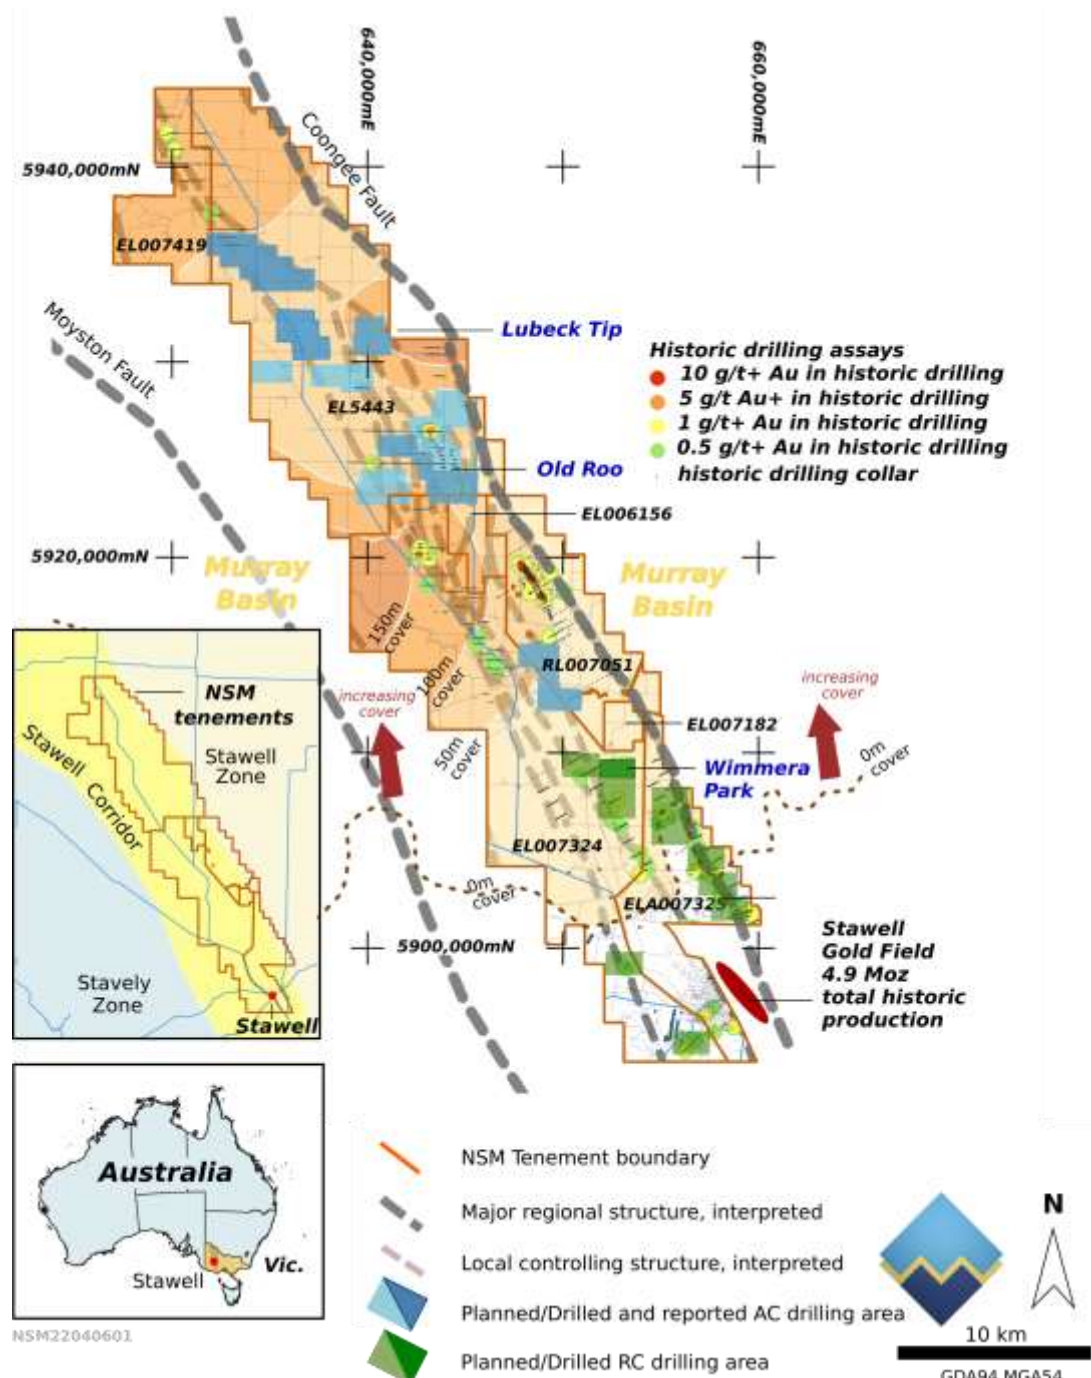 640,000mE
660,000mE
Coongee Fault
5940,000mN
EL007419
Moyston Fault
Lubeck Tip
Historic drilling assays
10 g/t+ Au in historic drilling
5 g/t Au+ in historic drilling
1 g/t+ Au in historic drilling
0.5 g/t+ Au in historic drilling
historic drilling collar
EL5443
Old Roo
EL006156
5920,000mN
Murray
Basin
Murray
Basin
150m
cover
100m
cover
50m
cover
increasing
cover
RL007051
increasing
cover
EL007182
0m
cover
Wimmera
Park
EL007324
0m
cover
ELA007325
5900,000mN
Stawell
Gold Field
4.9 Moz
total historic
production
NSM
tenements
Stawell
Zone
Stawell
Corridor
Stavely
Zone
Stawell
Australia
Vic.
Stawell
NSM22040601
NSM Tenement boundary
Major regional structure, interpreted
Local controlling structure, interpreted
Planned/Drilled and reported AC drilling area
Planned/Drilled RC drilling area
N
10 km
GDA94 MGA54